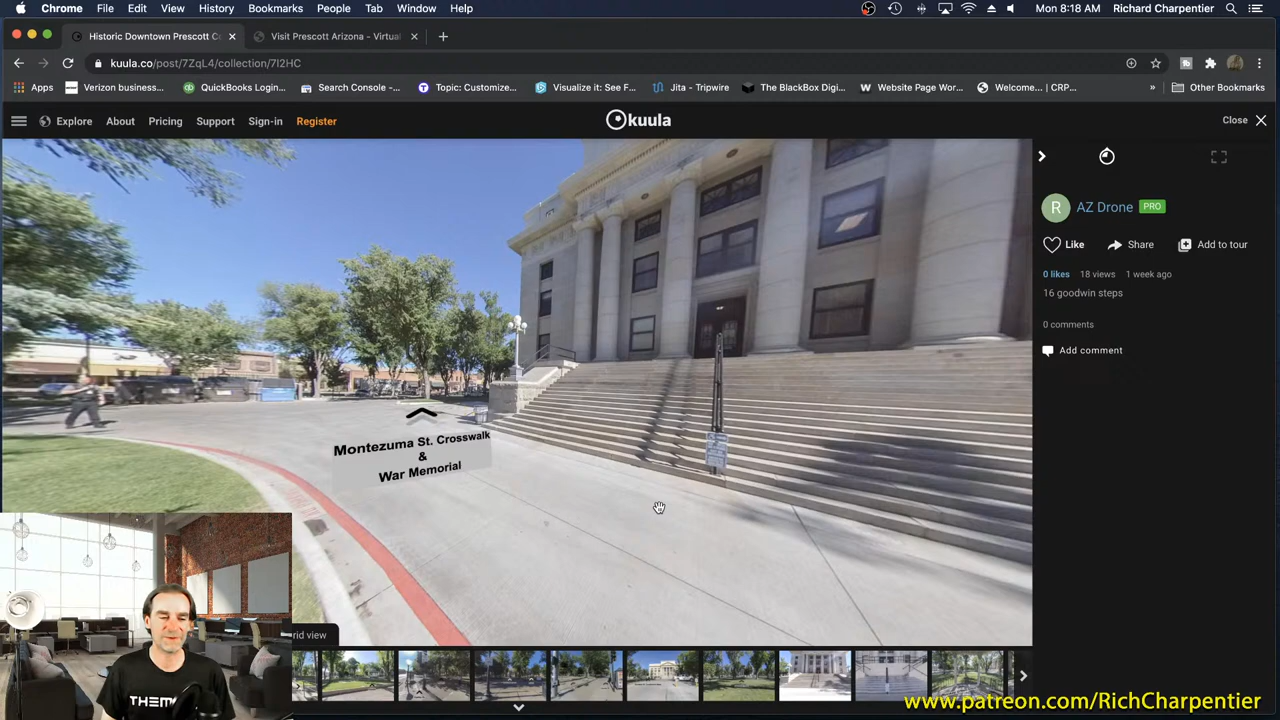 Chrome File Edit View History Bookmarks People Tab Window Help
Mon 8:18 AM Richard Charpentier
Historic Downtown Prescott C
Visit Prescott Arizona - Virtual
kuula.co/post/7ZqL4/collection/7l2HC
Apps
Verizon business...
QuickBooks Login...
Search Console -...
Topic: Customize...
Visualize it: See F...
Jita - Tripwire
The BlackBox Digi...
Website Page Wor...
Welcome... | CRP...
»
Other Bookmarks
Explore About Pricing Support Sign-in Register
kuula
Close
R
AZ Drone PRO
Like Share Add to tour
0 likes 18 views 1 week ago
16 goodwin steps
0 comments
Add comment
Montezuma St. Crosswalk
&
War Memorial
rid view
THEM
www.patreon.com/RichCharpentier